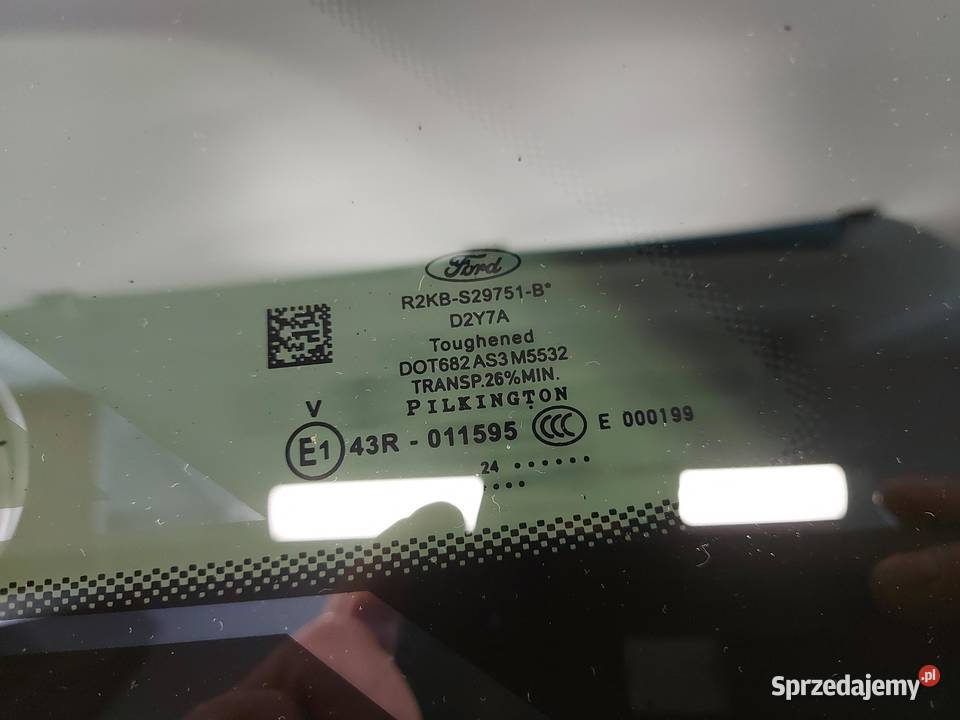 Ford
R2KB-S29751-B*
D2Y7A
Toughened
DOT682 AS3 M5532
TRANSP.26%MIN.
PILKINGTON
V
E1 43R - 011595 CCC E 000199
24 ......
....
Sprzedajemy.pl